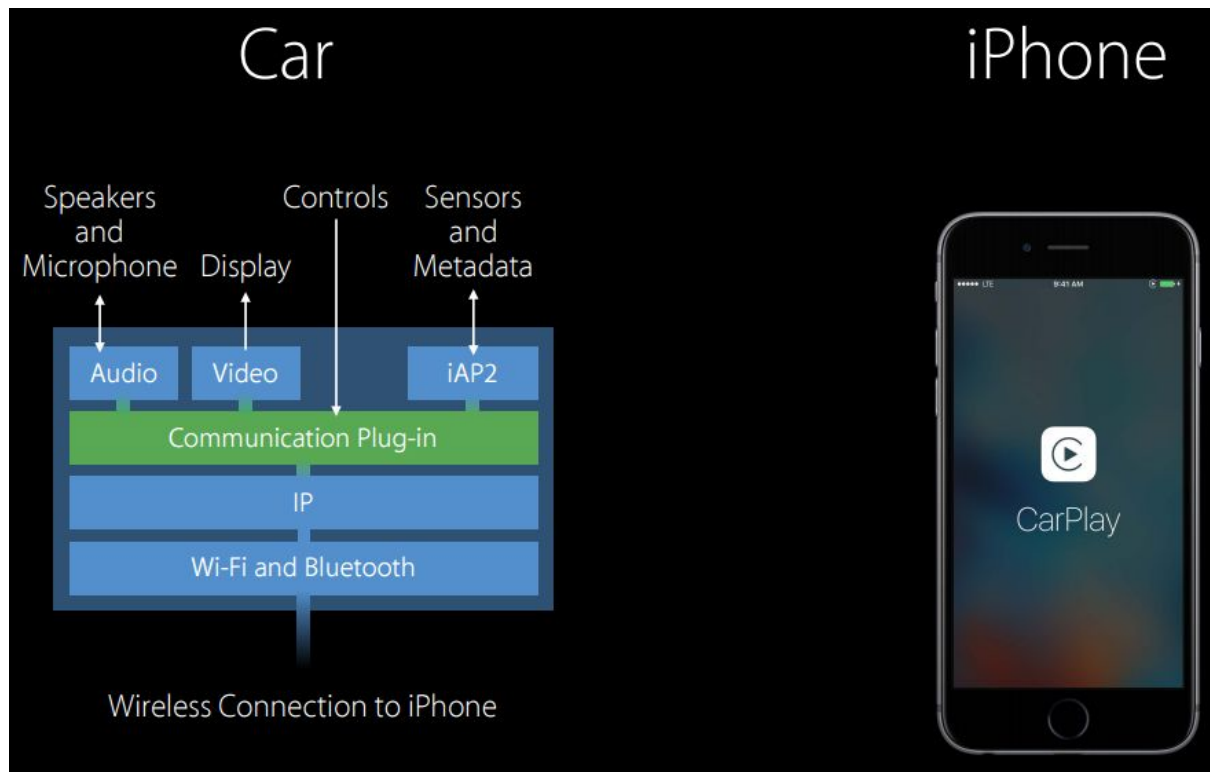 Car
iPhone
Speakers
and
Microphone
Display
Controls
Sensors
and
Metadata
Audio
Video
iAP2
Communication Plug-in
IP
Wi-Fi and Bluetooth
Wireless Connection to iPhone
LTE
9:41 AM
CarPlay